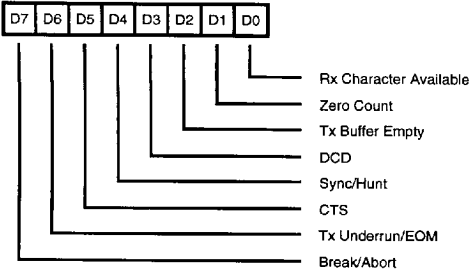 D7 D6 D5 D4 D3 D2 D1 D0
Rx Character Available
Zero Count
Tx Buffer Empty
DCD
Sync/Hunt
CTS
Tx Underrun/EOM
Break/Abort